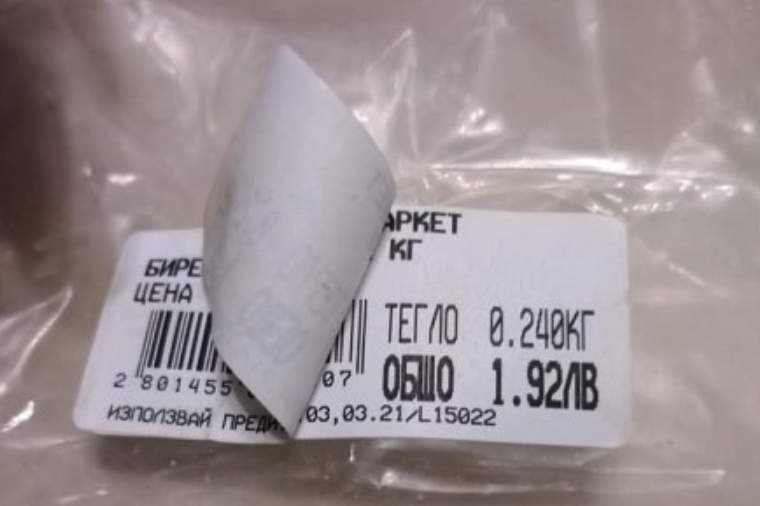 АРКЕТ
БИРЕ КГ
ЦЕНА
ТЕГЛО 0.240КГ
ОБЩО 1.92ЛВ
2 801455 07
ИЗПОЛЗВАЙ ПРЕДИ 03,03.21/L15022